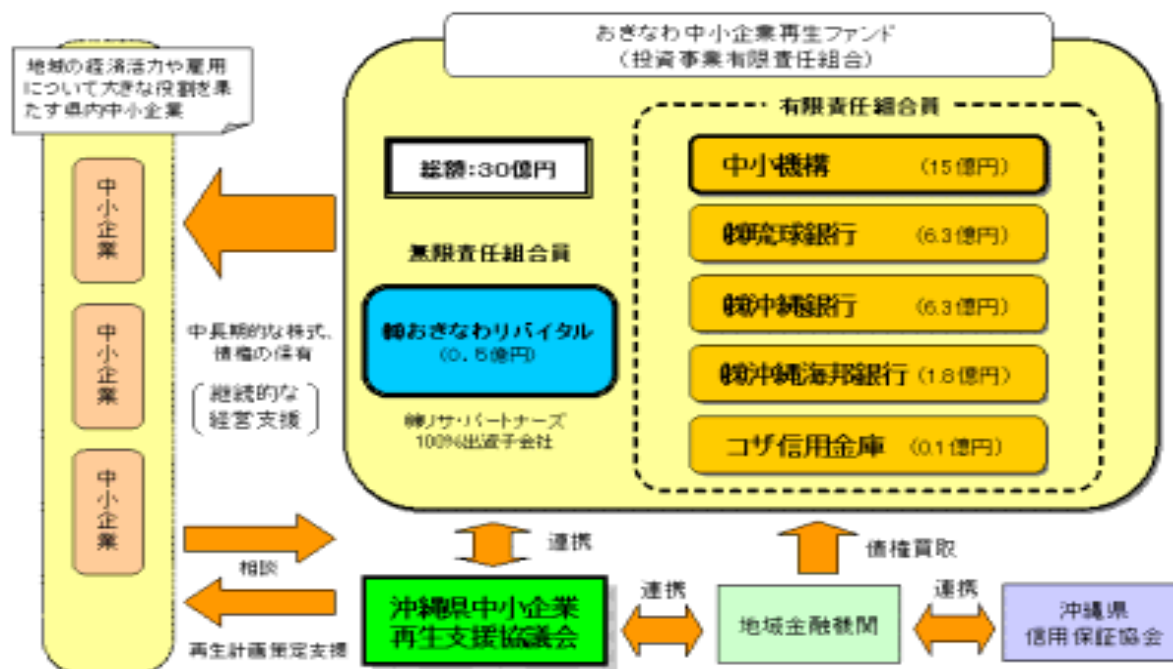 おきなわ中小企業再生ファンド
（投資事業有限責任組合）
地域の経済活力や雇用
について大きな役割を果
たす県内中小企業
中小企業
中小企業
中小企業
総額：30億円
無限責任組合員
㈱おきなわリバイタル
（0．5億円）
㈱リサ・パートナーズ
100%出資子会社
有限責任組合員
中小機構 （15億円）
㈱琉球銀行 （6.3億円）
㈱沖縄銀行 （6.3億円）
㈱沖縄海邦銀行 （1.8億円）
コザ信用金庫 （0.1億円）
中長期的な株式、
債権の保有
継続的な
経営支援
相談
再生計画策定支援
連携
債権買取
沖縄県中小企業
再生支援協議会
連携
地域金融機関
連携
沖縄県
信用保証協会